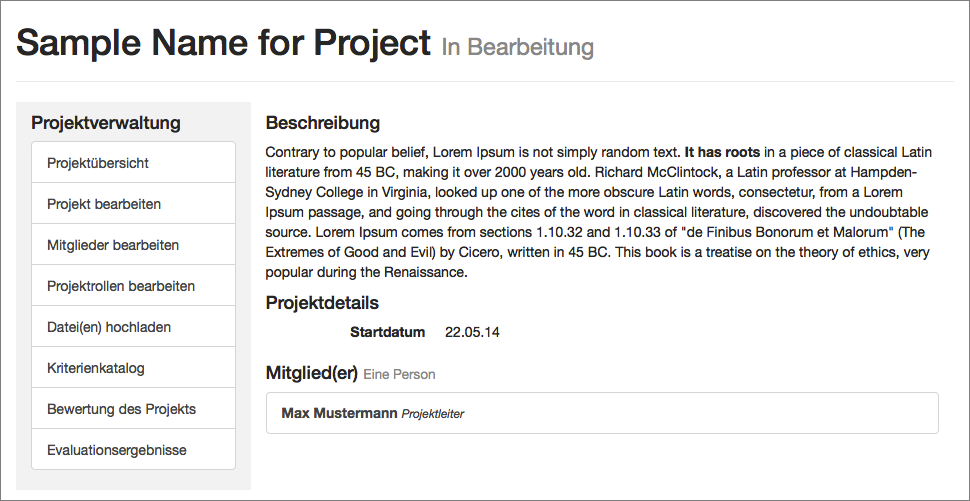 Sample Name for Project In Bearbeitung
Projektverwaltung
Projektübersicht
Projekt bearbeiten
Mitglieder bearbeiten
Projektrollen bearbeiten
Datei(en) hochladen
Kriterienkatalog
Bewertung des Projekts
Evaluationsergebnisse
Beschreibung
Contrary to popular belief, Lorem Ipsum is not simply random text. It has roots in a piece of classical Latin
literature from 45 BC, making it over 2000 years old. Richard McClintock, a Latin professor at Hampden-
Sydney College in Virginia, looked up one of the more obscure Latin words, consectetur, from a Lorem
Ipsum passage, and going through the cites of the word in classical literature, discovered the undoubtable
source. Lorem Ipsum comes from sections 1.10.32 and 1.10.33 of "de Finibus Bonorum et Malorum" (The
Extremes of Good and Evil) by Cicero, written in 45 BC. This book is a treatise on the theory of ethics, very
popular during the Renaissance.
Projektdetails
Startdatum 22.05.14
Mitglied(er) Eine Person
Max Mustermann Projektleiter